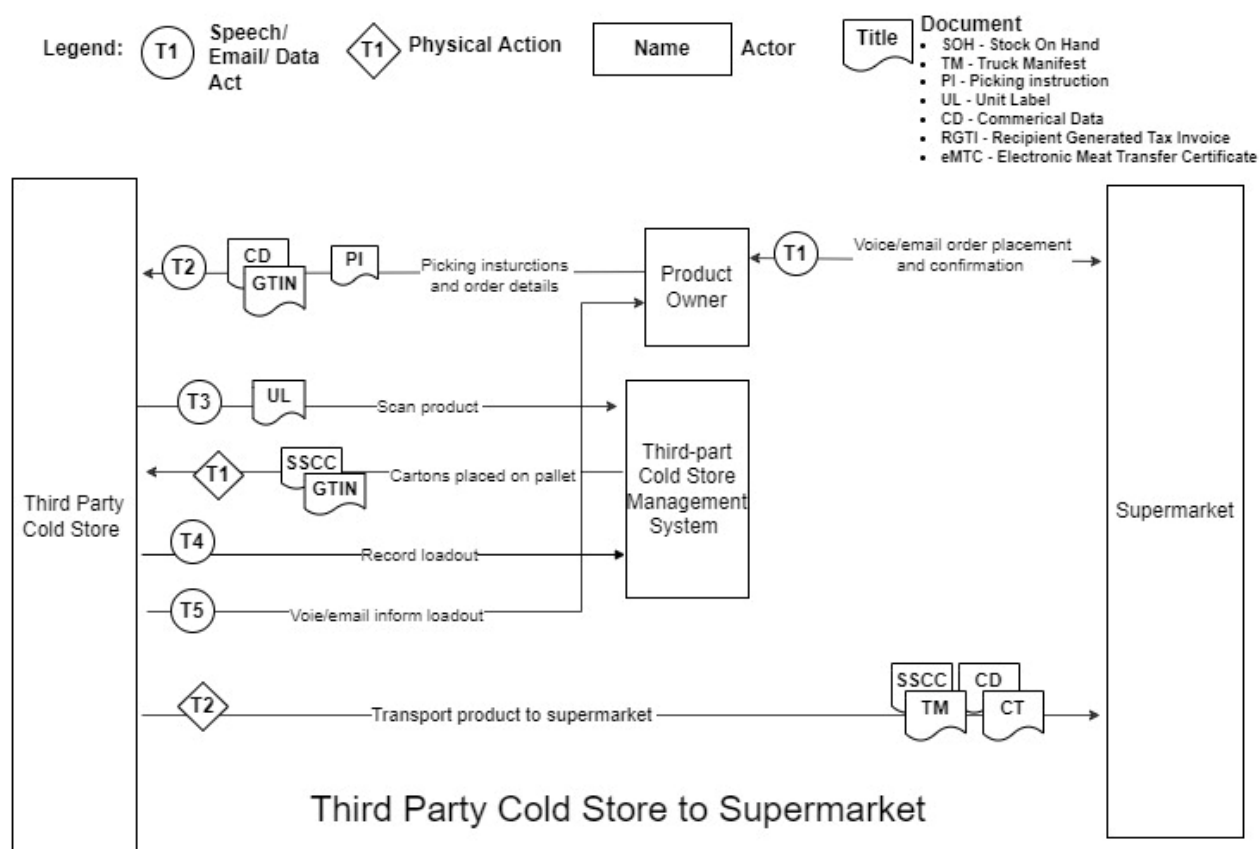 Legend:
T1
Speech/
Email/ Data
Act
T1
Physical Action
Name
Actor
Title
Document
• SOH - Stock On Hand
• TM - Truck Manifest
• PI - Picking instruction
• UL - Unit Label
• CD - Commerical Data
• RGTI - Recipient Generated Tax Invoice
• eMTC - Electronic Meat Transfer Certificate
Third Party
Cold Store
T2
CD
GTIN
PI
Picking insturctions
and order details
Product
Owner
T1
Voice/email order placement
and confirmation
Supermarket
T3
UL
Scan product
T1
SSCC
GTIN
Cartons placed on pallet
Third-part
Cold Store
Management
System
T4
Record loadout
T5
Voie/email inform loadout
T2
Transport product to supermarket
SSCC
CD
TM
CT
Third Party Cold Store to Supermarket